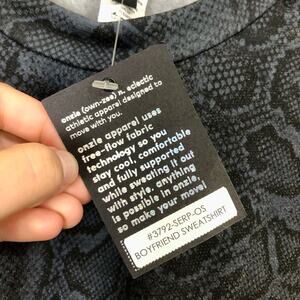 onzie (own-zee) n. eclectic
athletic apparel designed to
move with you.
onzie apparel uses
free-flow fabric
technology so you
stay cool, comfortable
and fully supported
while sweating it out
with style. anything
is possible in onzie,
so make your move!
#3792-SERP-OS
BOYFRIEND SWEATSHIRT